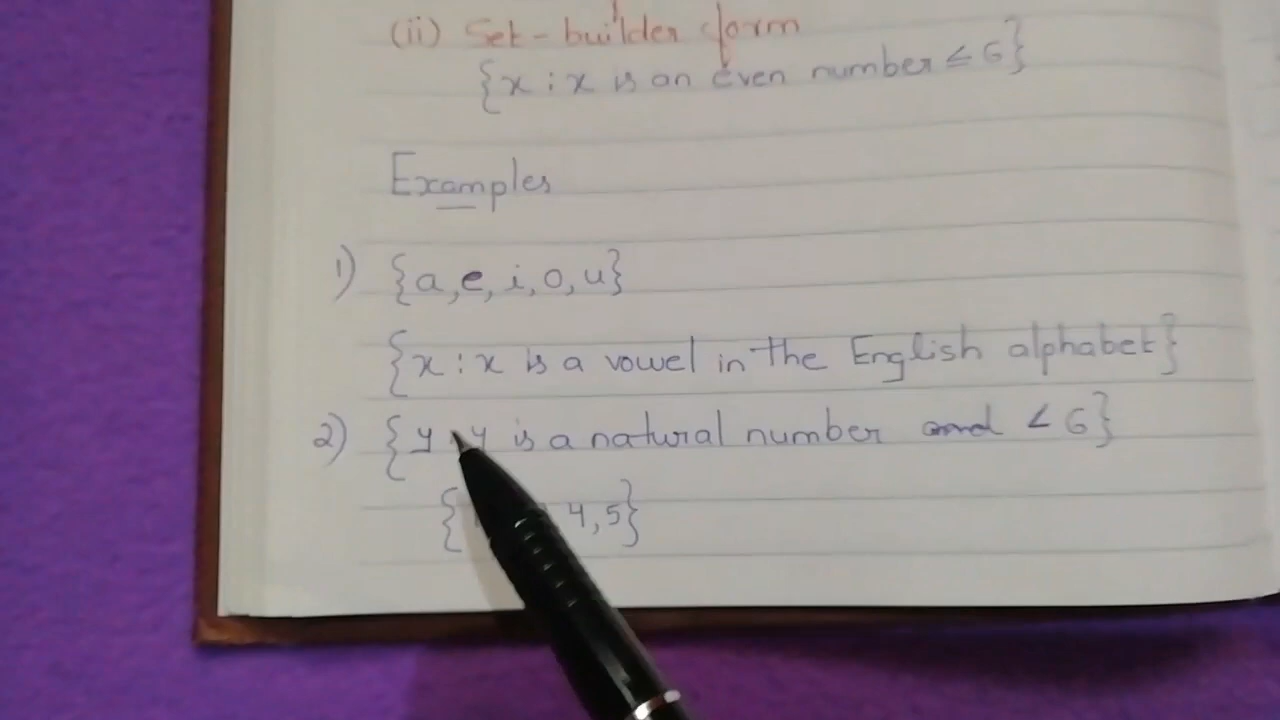 (ii) Set-builder form
{x : x is an even number ≤ 6}
Examples
1) {a, e, i, o, u}
{x : x is a vowel in the English alphabet}
2) {y : y is a natural number and < 6}
{ 4, 5}